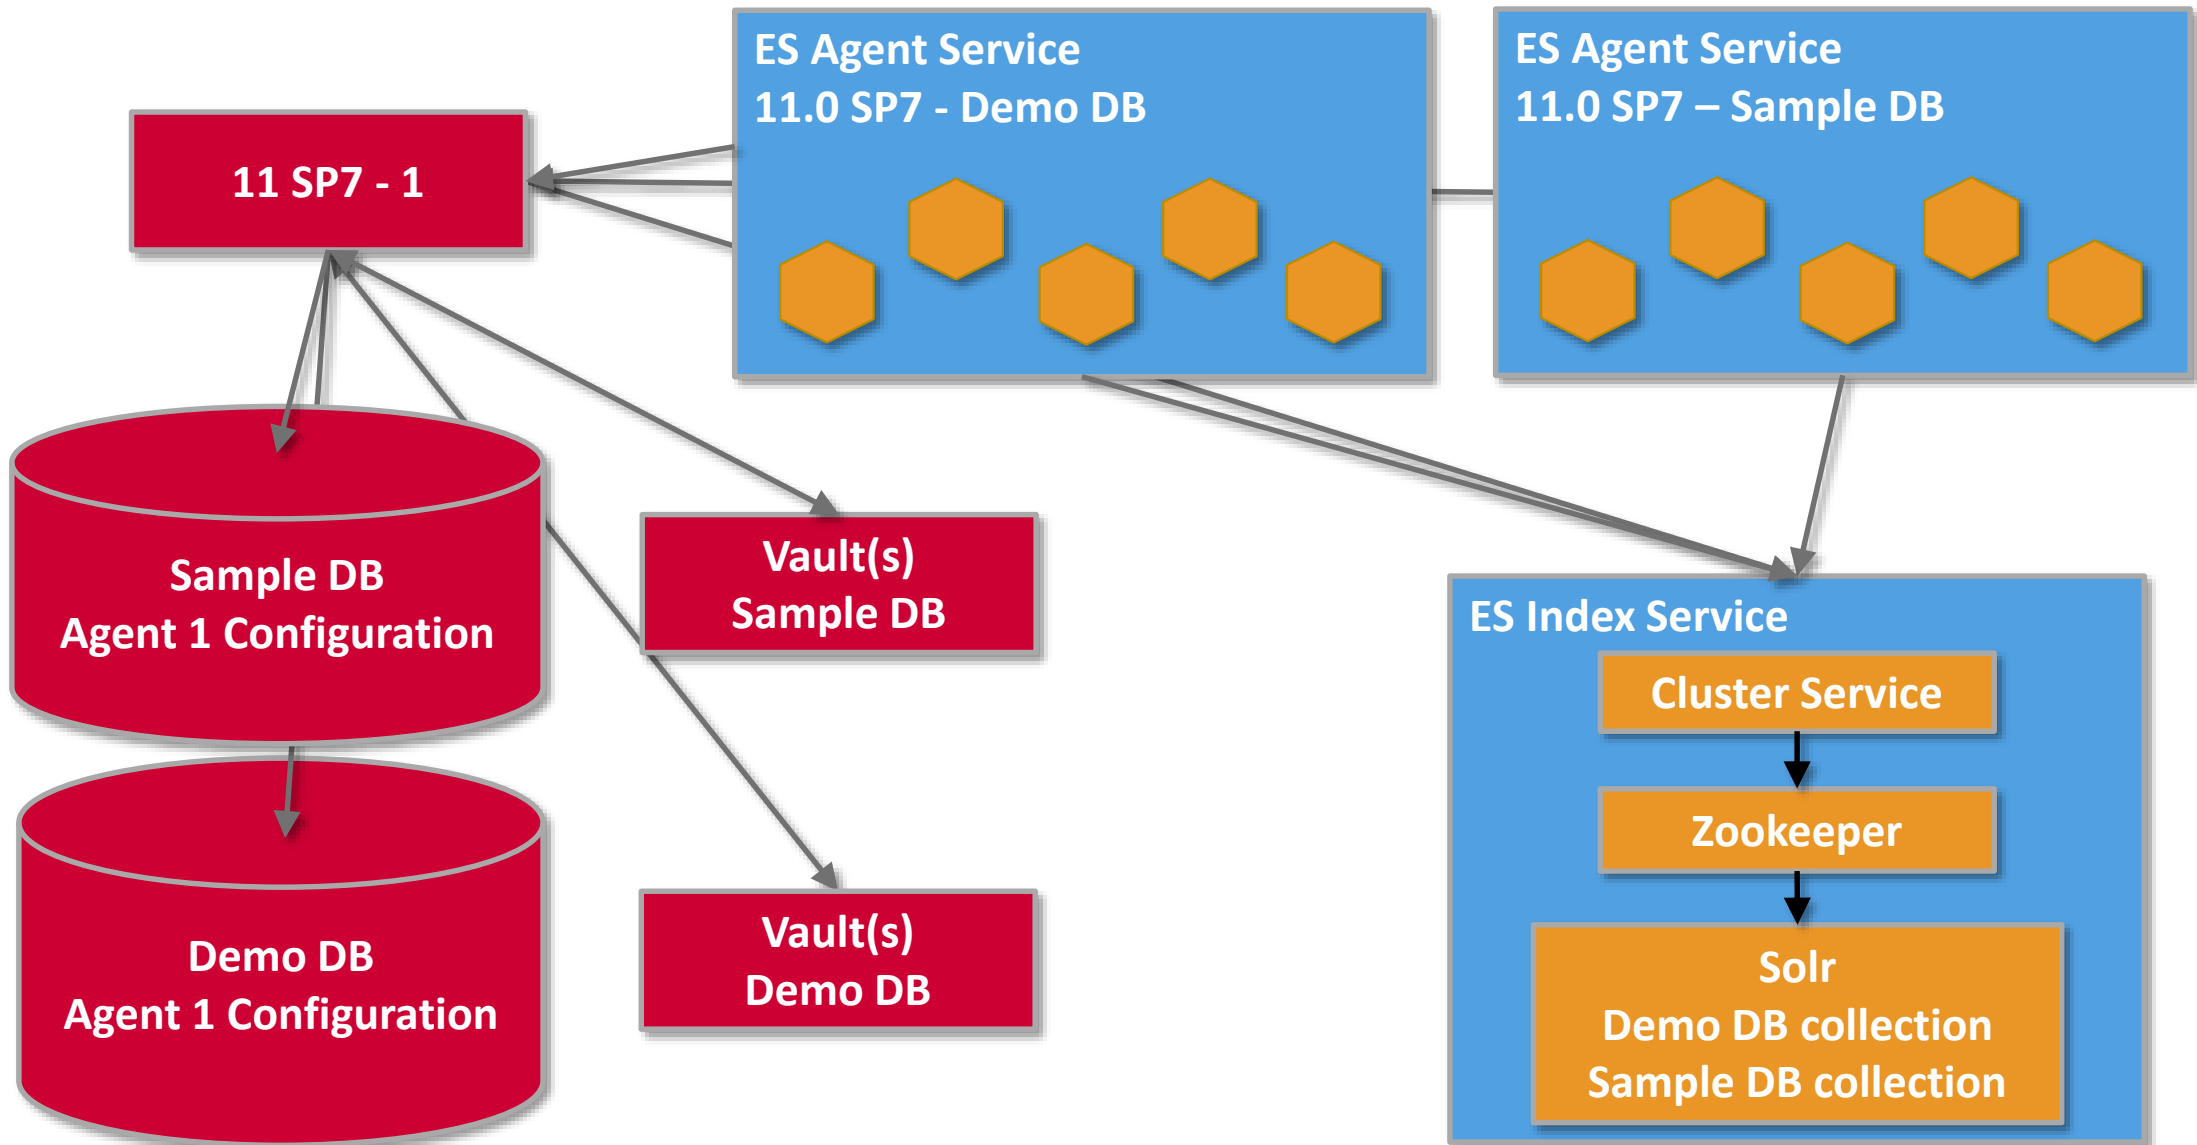 ES Agent Service
11.0 SP7 - Demo DB
ES Agent Service
11.0 SP7 – Sample DB
11 SP7 - 1
Sample DB
Agent 1 Configuration
Vault(s)
Sample DB
Demo DB
Agent 1 Configuration
Vault(s)
Demo DB
ES Index Service
Cluster Service
Zookeeper
Solr
Demo DB collection
Sample DB collection